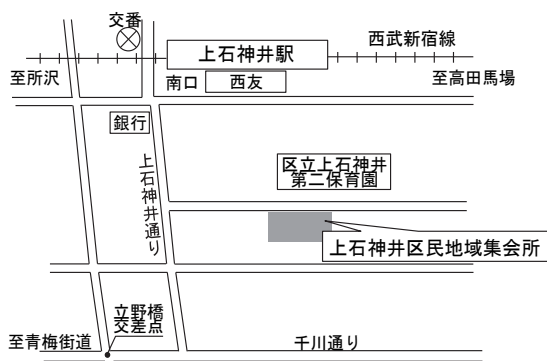 交番
上石神井駅
西武新宿線
至所沢
南口
西友
至高田馬場
銀行
上石神井通り
区立上石神井
第二保育園
上石神井区民地域集会所
立野橋
交差点
至青梅街道
千川通り